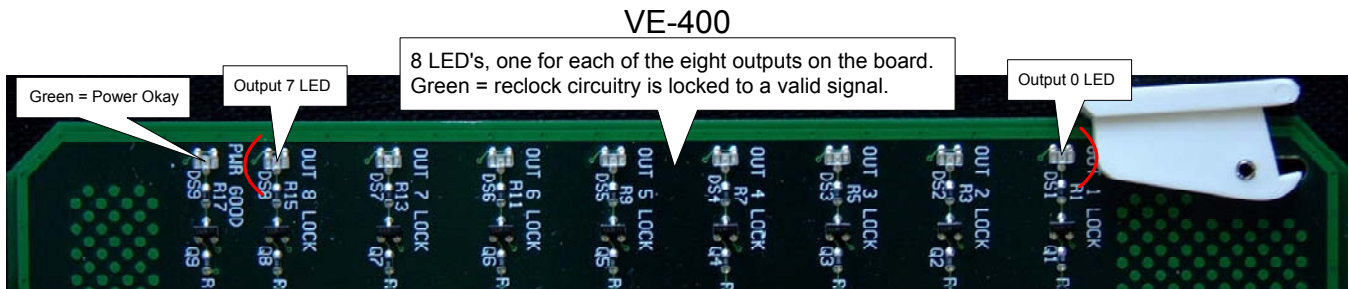 VE-400
8 LED's, one for each of the eight outputs on the board.
Green = reclock circuitry is locked to a valid signal.
Green = Power Okay
Output 7 LED
Output 0 LED
PWR GOOD
OUT 8 LOCK
OUT 7 LOCK
OUT 6 LOCK
OUT 5 LOCK
OUT 4 LOCK
OUT 3 LOCK
OUT 2 LOCK
1 LOCK
DS9
R17
Q9
R15
Q8
DS7
R13
Q7
DS6
R11
Q6
DS5
R9
Q5
DS4
R7
Q4
DS3
R5
Q3
DS2
R3
Q2
DS1
R1
Q1